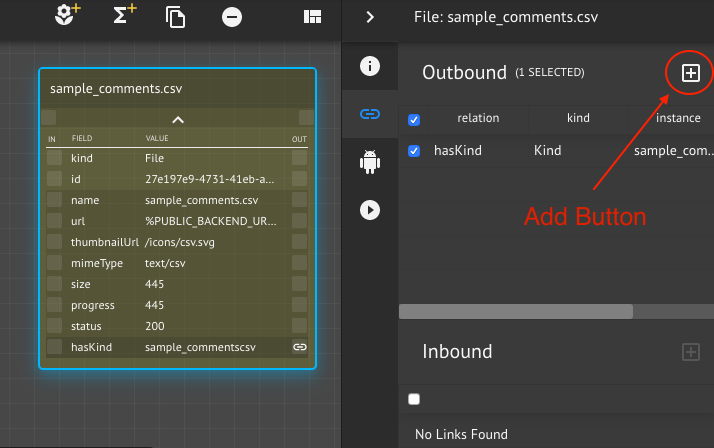 File: sample_comments.csv
sample_comments.csv
IN FIELD VALUE OUT
kind File
id 27e197e9-4731-41eb-a...
name sample_comments.csv
url %PUBLIC_BACKEND_UR...
thumbnailUrl /icons/csv.svg
mimeType text/csv
size 445
progress 445
status 200
hasKind sample_commentscsv
Outbound (1 SELECTED)
relation kind instance
hasKind Kind sample_com...
Add Button
Inbound
No Links Found